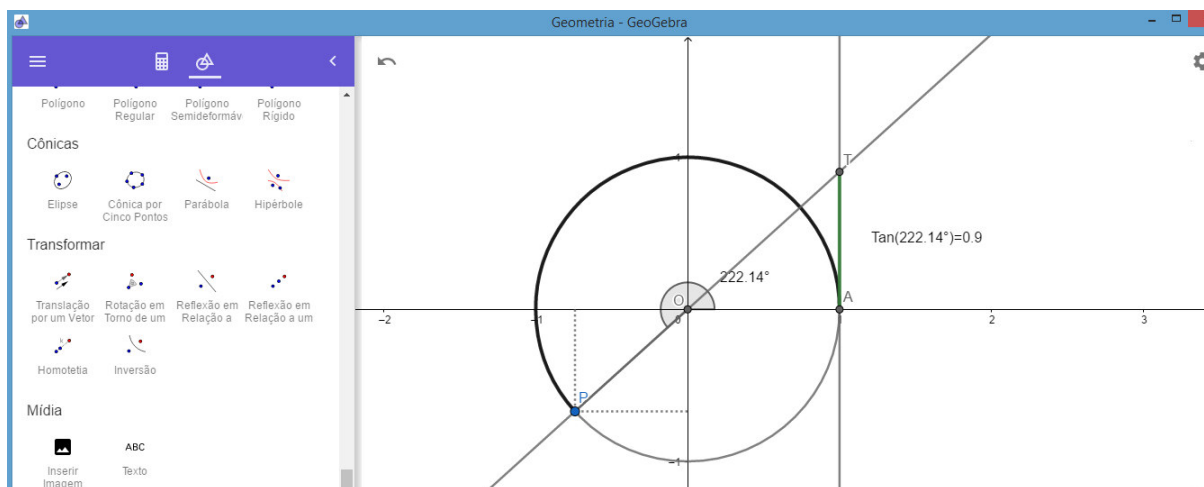 Geometria - GeoGebra
Polígono
Polígono
Regular
Polígono
Semideformáv
Polígono
Rígido
Cônicas
Elipse
Cônica por
Cinco Pontos
Parábola
Hipérbole
Transformar
Translação
por um Vetor
Rotação em
Torno de um
Reflexão em
Relação a
Reflexão em
Relação a um
Homotetia
Inversão
Mídia
Inserir
Imagem
ABC
Texto
1
T
Tan(222.14°)=0.9
222.14°
O
A
-2
-1
0
1
2
3
P
-1